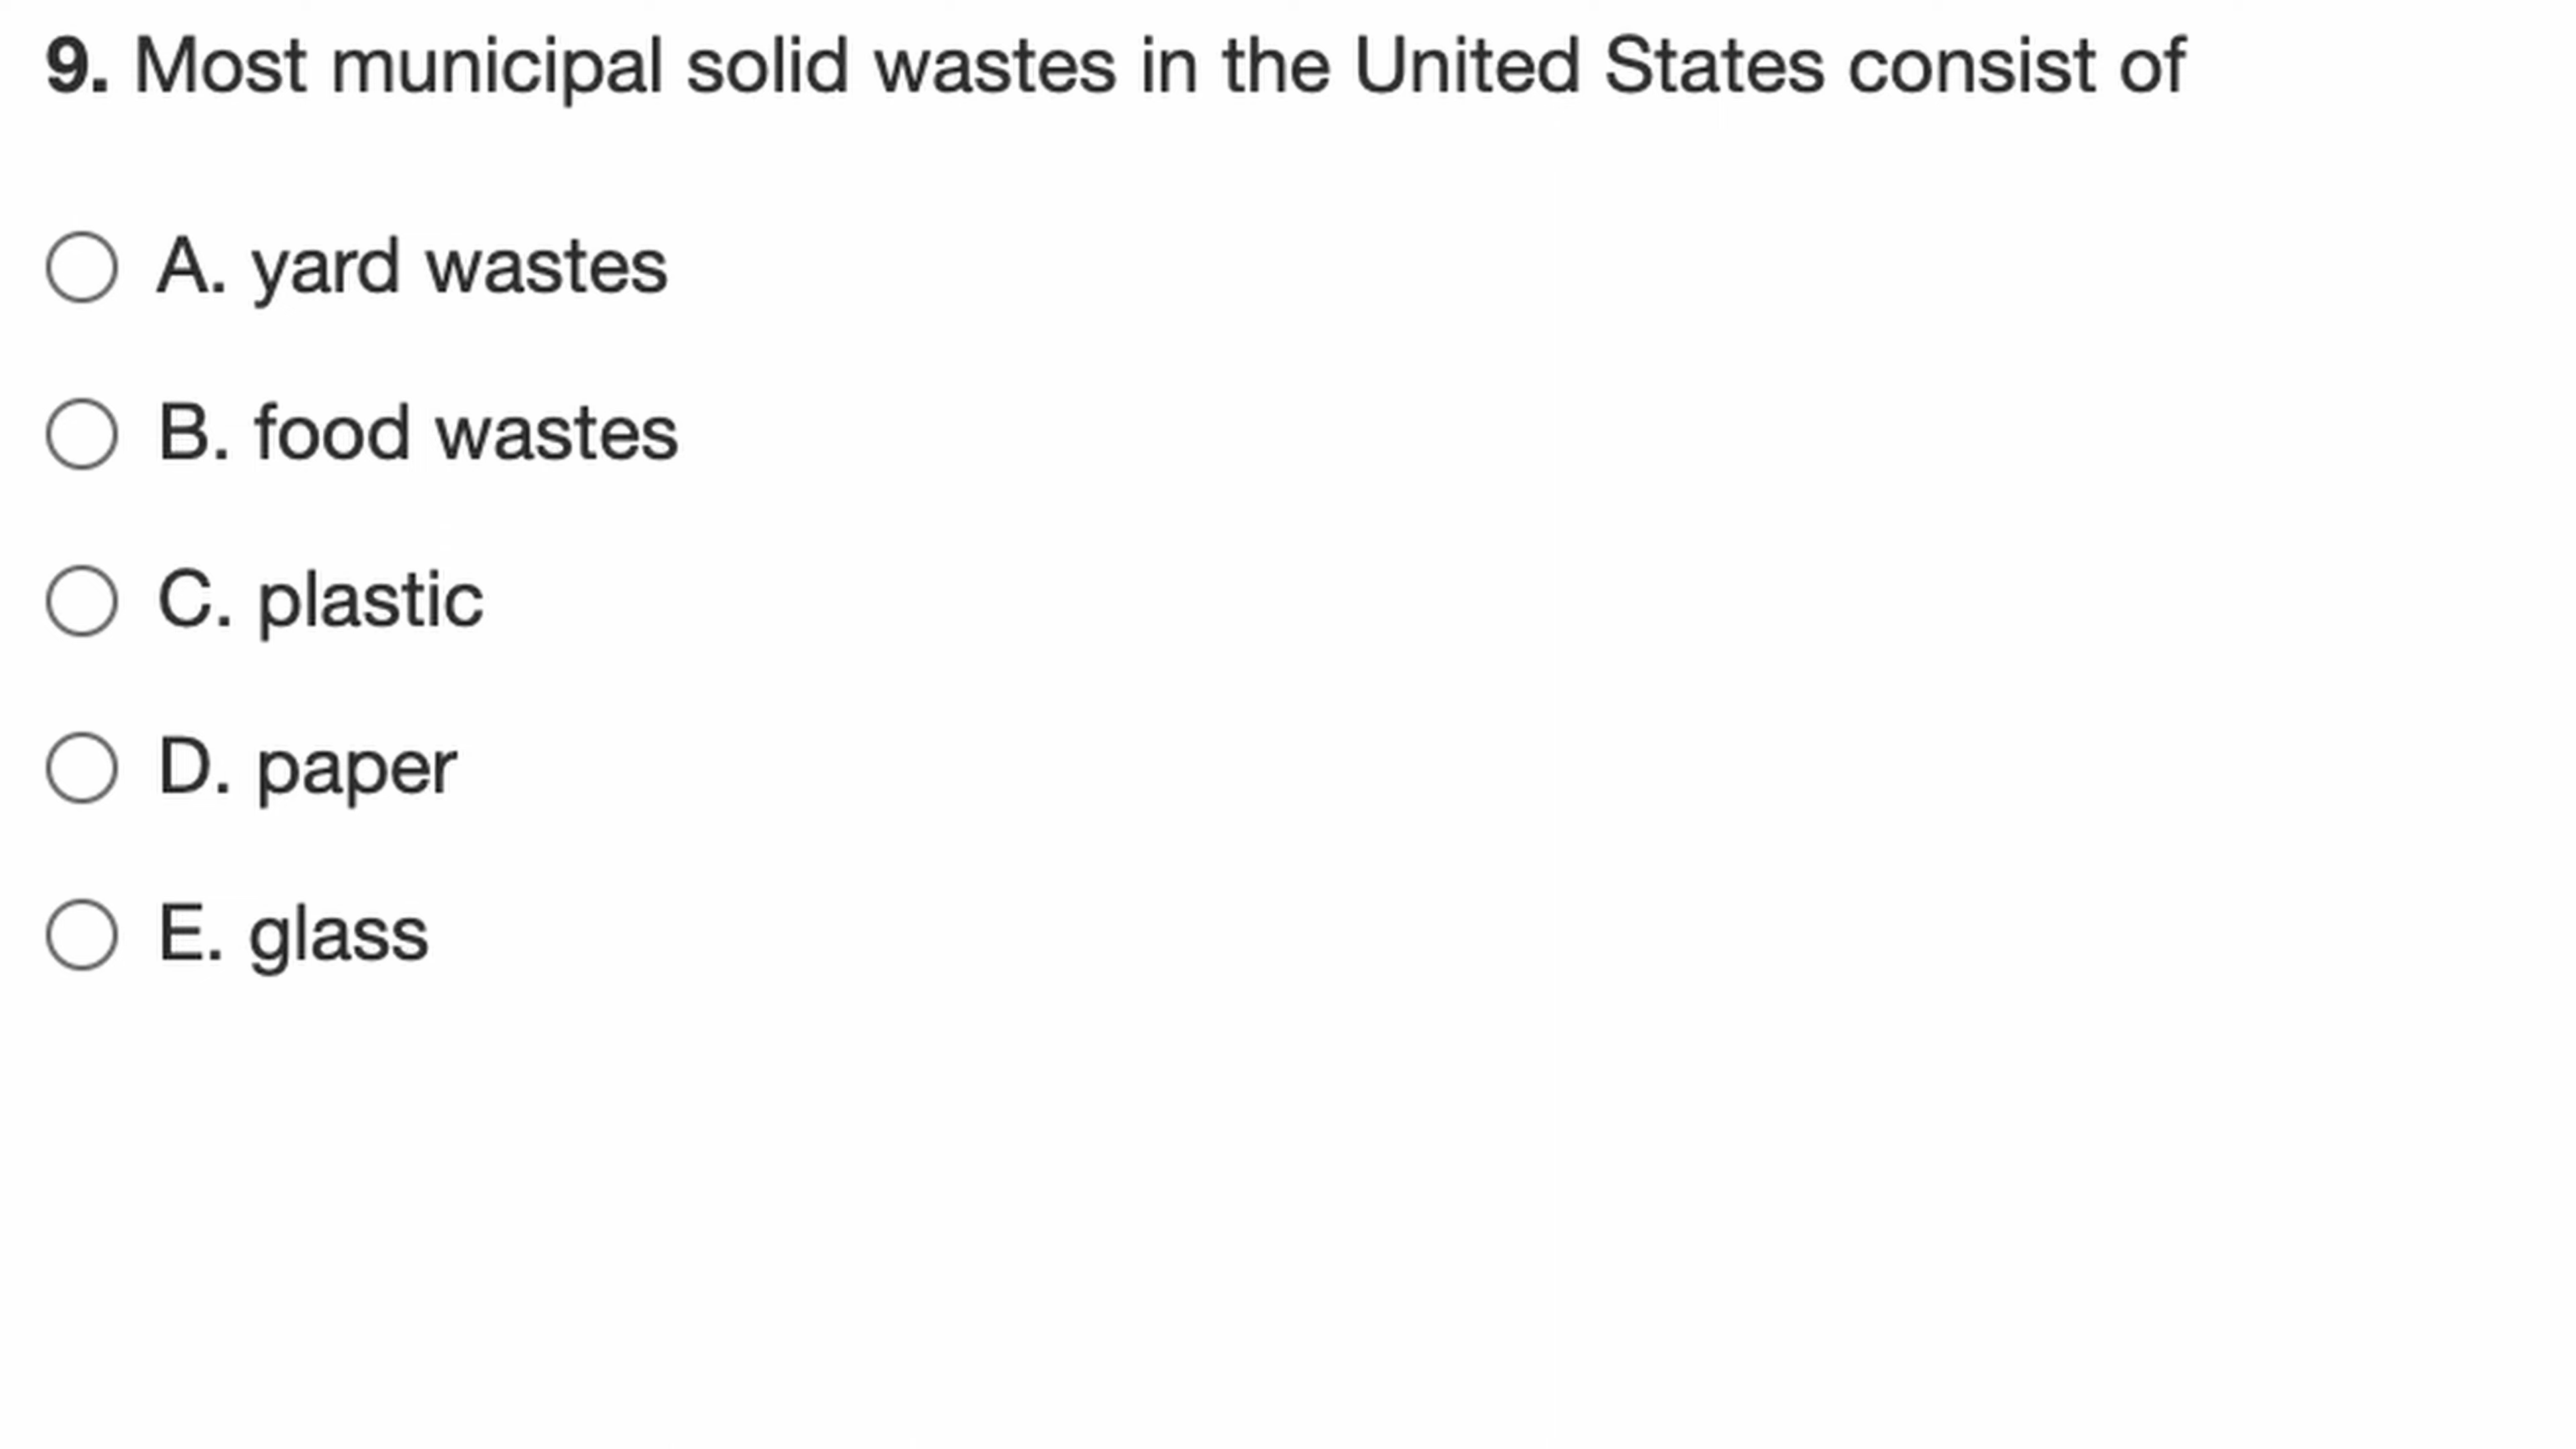 9. Most municipal solid wastes in the United States consist of
A. yard wastes
B. food wastes
C. plastic
D. paper
E. glass